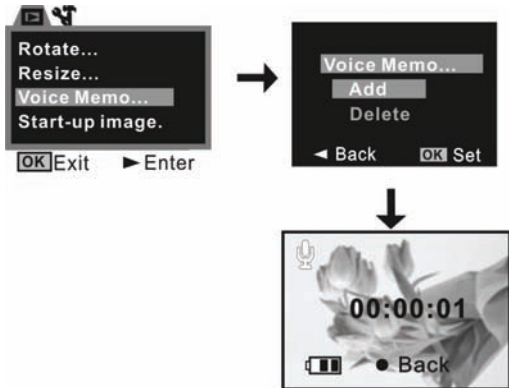 Rotate...
Resize...
Voice Memo...
Start-up image.
OK Exit ► Enter
Voice Memo...
Add
Delete
◄ Back OK Set
00:00:01
● Back